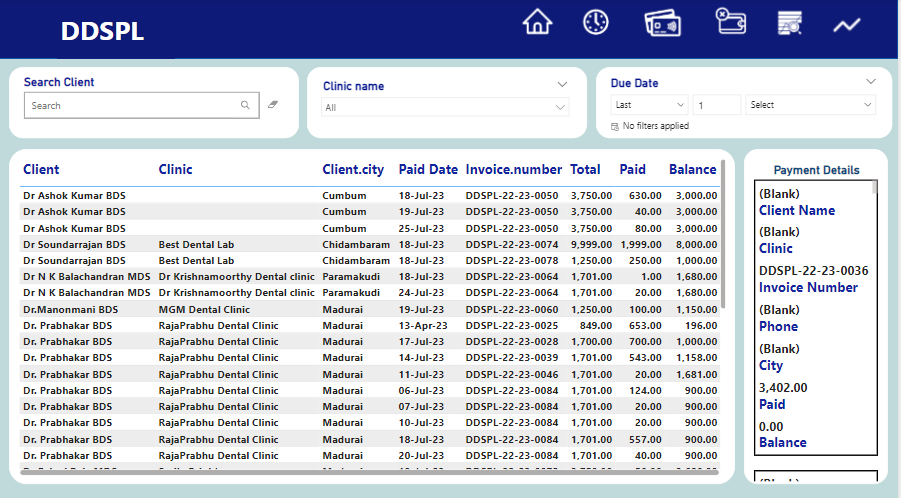 DDSPL
Search Client
Search
Clinic name
All
Due Date
Last 1 Select
No filters applied
Client Clinic Client.city Paid Date Invoice.number Total Paid Balance
Dr Ashok Kumar BDS Cumbum 18-Jul-23 DDSPL-22-23-0050 3,750.00 630.00 3,000.00
Dr Ashok Kumar BDS Cumbum 19-Jul-23 DDSPL-22-23-0050 3,750.00 40.00 3,000.00
Dr Ashok Kumar BDS Cumbum 25-Jul-23 DDSPL-22-23-0050 3,750.00 80.00 3,000.00
Dr Soundarrajan BDS Best Dental Lab Chidambaram 18-Jul-23 DDSPL-22-23-0074 9,999.00 1,999.00 8,000.00
Dr Soundarrajan BDS Best Dental Lab Chidambaram 18-Jul-23 DDSPL-22-23-0078 1,250.00 250.00 1,000.00
Dr N K Balachandran MDS Dr Krishnamoorthy Dental clinic Paramakudi 18-Jul-23 DDSPL-22-23-0064 1,701.00 1.00 1,680.00
Dr N K Balachandran MDS Dr Krishnamoorthy Dental clinic Paramakudi 24-Jul-23 DDSPL-22-23-0064 1,701.00 20.00 1,680.00
Dr.Manonmani BDS MGM Dental Clinic Madurai 19-Jul-23 DDSPL-22-23-0060 1,250.00 100.00 1,150.00
Dr. Prabhakar BDS RajaPrabhu Dental Clinic Madurai 13-Apr-23 DDSPL-22-23-0025 849.00 653.00 196.00
Dr. Prabhakar BDS RajaPrabhu Dental Clinic Madurai 17-Jul-23 DDSPL-22-23-0028 1,700.00 700.00 1,000.00
Dr. Prabhakar BDS RajaPrabhu Dental Clinic Madurai 14-Jul-23 DDSPL-22-23-0039 1,701.00 543.00 1,158.00
Dr. Prabhakar BDS RajaPrabhu Dental Clinic Madurai 11-Jul-23 DDSPL-22-23-0046 1,701.00 20.00 1,681.00
Dr. Prabhakar BDS RajaPrabhu Dental Clinic Madurai 06-Jul-23 DDSPL-22-23-0084 1,701.00 124.00 900.00
Dr. Prabhakar BDS RajaPrabhu Dental Clinic Madurai 07-Jul-23 DDSPL-22-23-0084 1,701.00 20.00 900.00
Dr. Prabhakar BDS RajaPrabhu Dental Clinic Madurai 10-Jul-23 DDSPL-22-23-0084 1,701.00 20.00 900.00
Dr. Prabhakar BDS RajaPrabhu Dental Clinic Madurai 18-Jul-23 DDSPL-22-23-0084 1,701.00 557.00 900.00
Dr. Prabhakar BDS RajaPrabhu Dental Clinic Madurai 20-Jul-23 DDSPL-22-23-0084 1,701.00 40.00 900.00
Payment Details
(Blank)
Client Name
(Blank)
Clinic
DDSPL-22-23-0036
Invoice Number
(Blank)
Phone
(Blank)
City
3,402.00
Paid
0.00
Balance